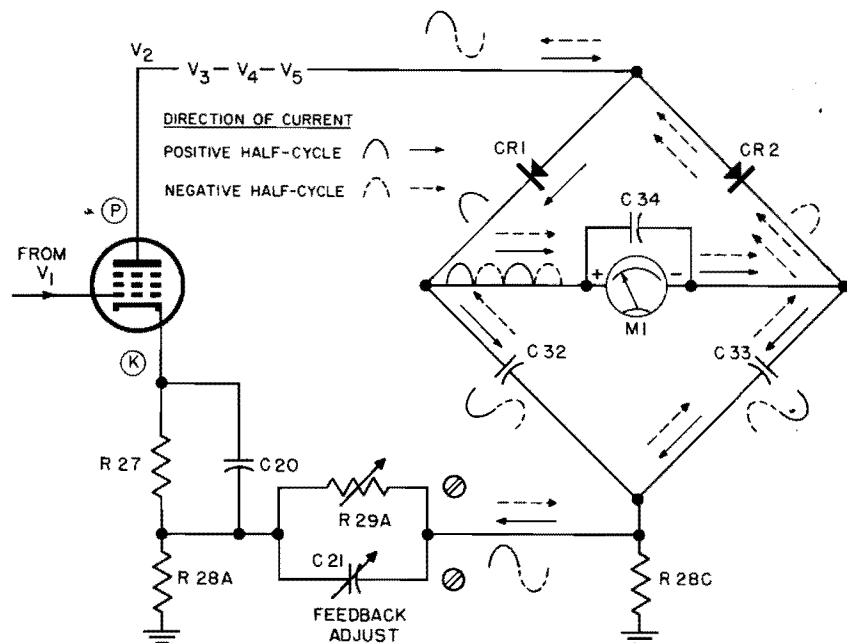 V2
V3 — V4 — V5
DIRECTION OF CURRENT
POSITIVE HALF-CYCLE
NEGATIVE HALF-CYCLE
CR1
CR2
C34
P
FROM
V1
+
−
M1
K
C32
C33
R27
C20
R29A
C21
R28A
R28C
FEEDBACK
ADJUST